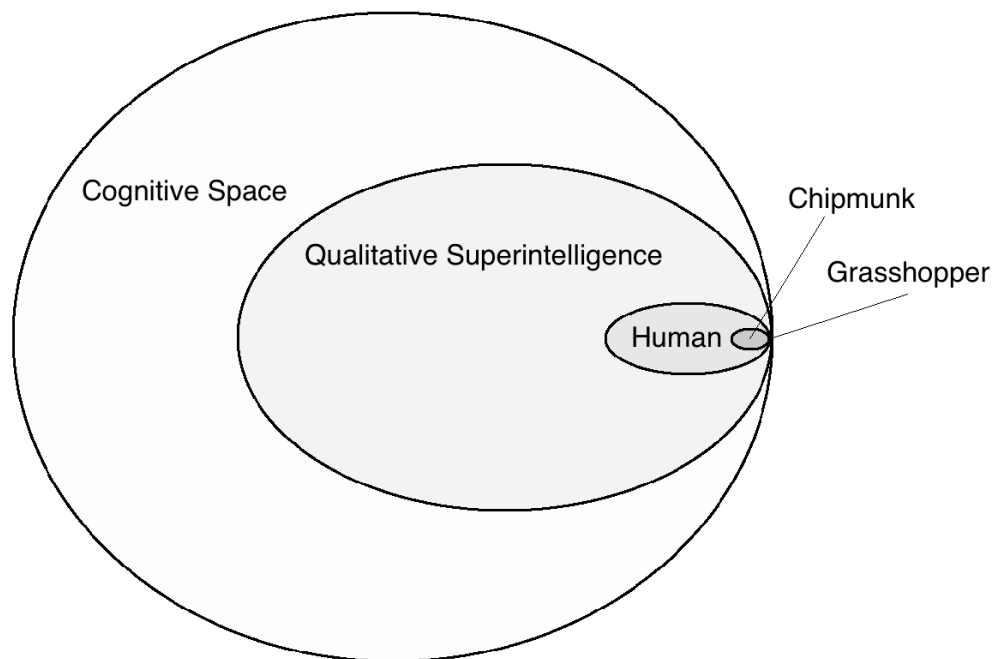 Cognitive Space
Chipmunk
Qualitative Superintelligence
Grasshopper
Human